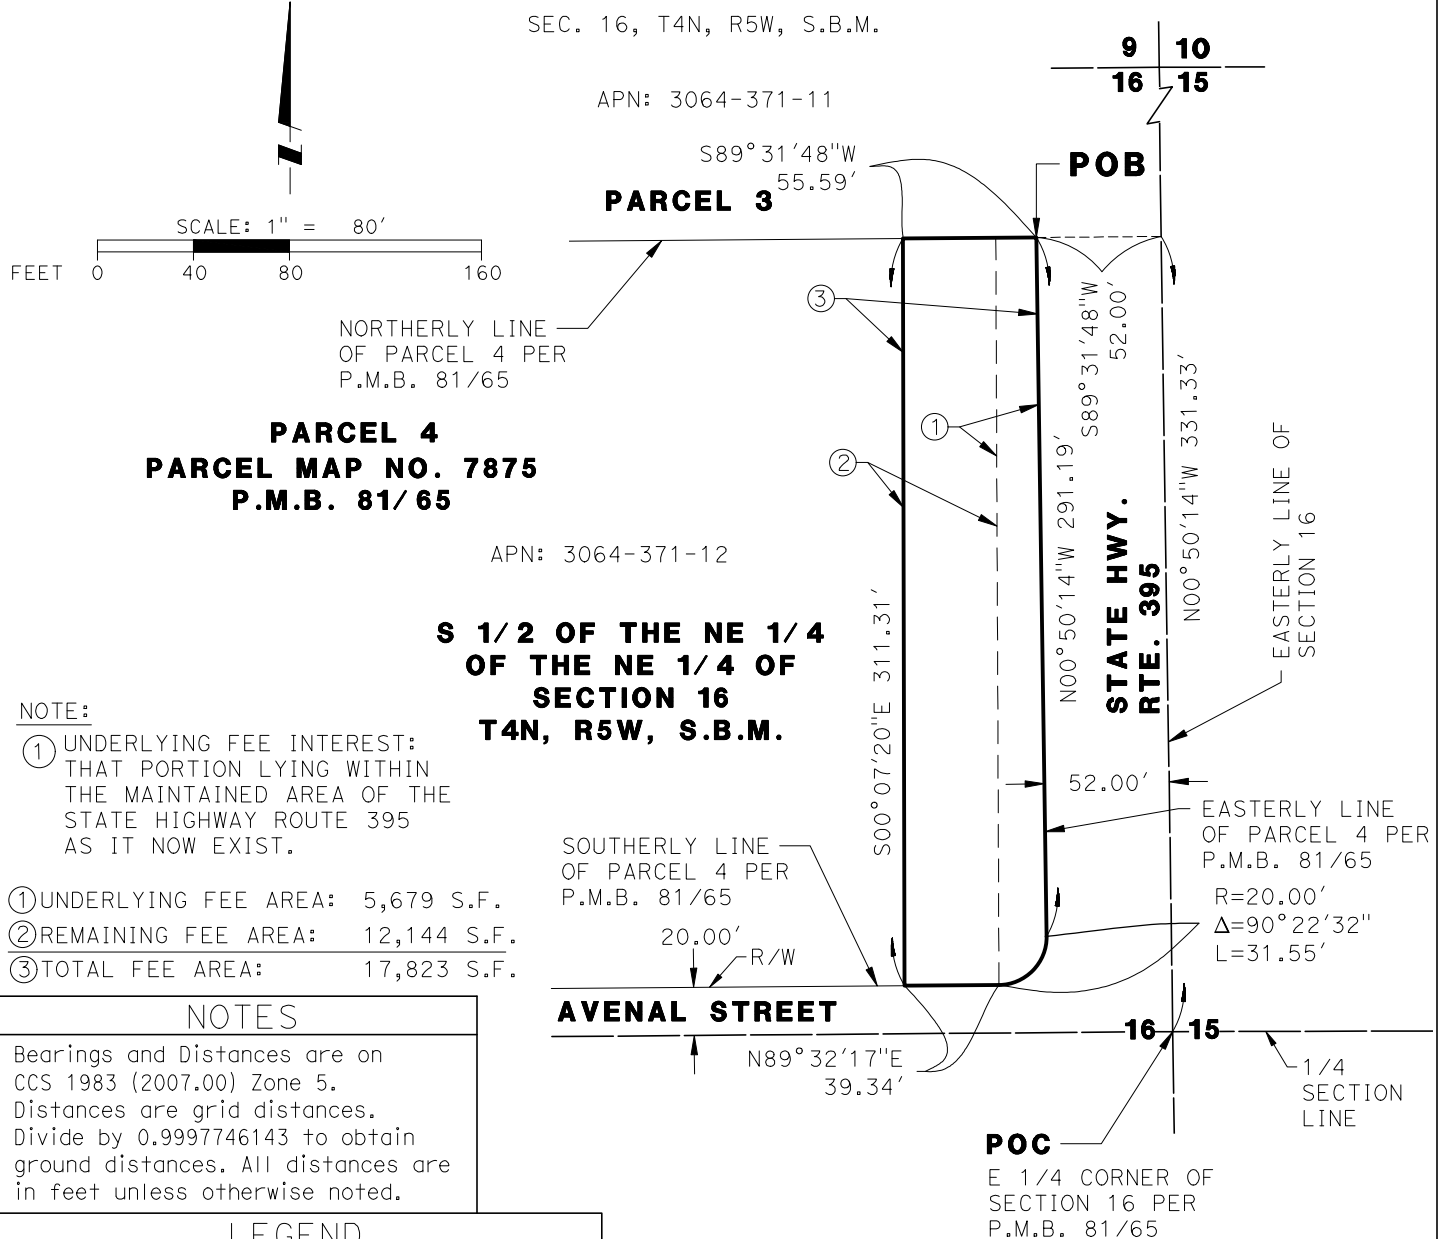 SEC. 16, T4N, R5W, S.B.M.
9 10
16 15
APN: 3064-371-11
S89°31'48"W
55.59'
POB
PARCEL 3
N
SCALE: 1" = 80'
FEET 0 40 80 160
NORTHERLY LINE
OF PARCEL 4 PER
P.M.B. 81/65
3
S89°31'48"W
52.00'
1
2
PARCEL 4
PARCEL MAP NO. 7875
P.M.B. 81/65
N00°50'14"W 291.19'
STATE HWY.
RTE. 395
N00°50'14"W 331.33'
EASTERLY LINE OF
SECTION 16
APN: 3064-371-12
S 1/2 OF THE NE 1/4
OF THE NE 1/4 OF
SECTION 16
T4N, R5W, S.B.M.
S00°07'20"E 311.31'
52.00'
NOTE:
1 UNDERLYING FEE INTEREST:
THAT PORTION LYING WITHIN
THE MAINTAINED AREA OF THE
STATE HIGHWAY ROUTE 395
AS IT NOW EXIST.
EASTERLY LINE
OF PARCEL 4 PER
P.M.B. 81/65
SOUTHERLY LINE
OF PARCEL 4 PER
P.M.B. 81/65
R=20.00'
Δ=90°22'32"
L=31.55'
1 UNDERLYING FEE AREA: 5,679 S.F.
2 REMAINING FEE AREA: 12,144 S.F.
3 TOTAL FEE AREA: 17,823 S.F.
20.00'
R/W
AVENAL STREET
16 15
N89°32'17"E
39.34'
1/4
SECTION
LINE
POC
E 1/4 CORNER OF
SECTION 16 PER
P.M.B. 81/65
NOTES
Bearings and Distances are on
CCS 1983 (2007.00) Zone 5.
Distances are grid distances.
Divide by 0.9997746143 to obtain
ground distances. All distances are
in feet unless otherwise noted.
LEGEND